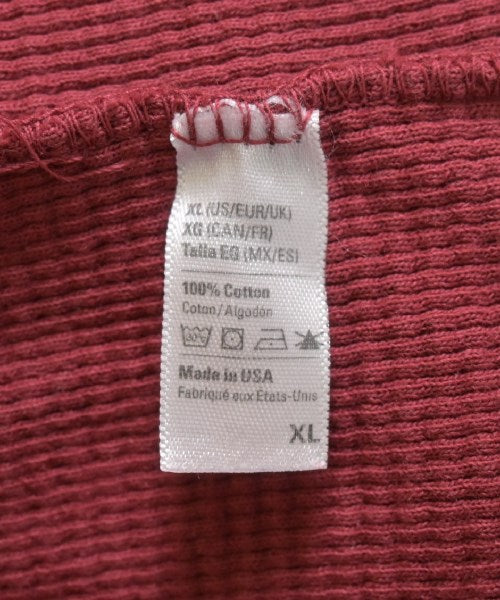 XL (US/EUR/UK)
XG (CAN/FR)
Talla EG (MX/ES)
100% Cotton
Coton/Algodón
Made in USA
Fabriqué aux États-Unis
XL